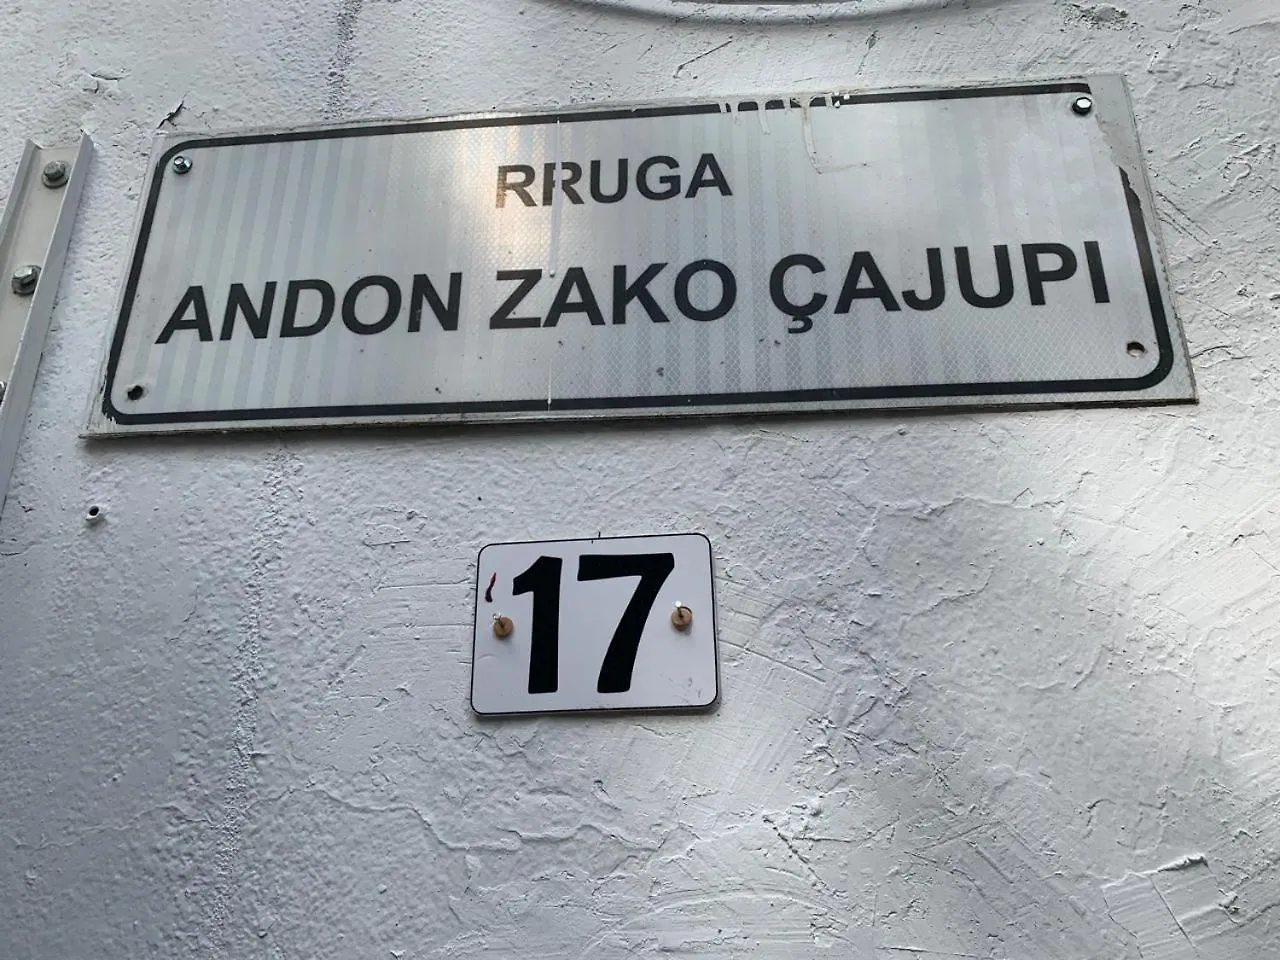 RRUGA
ANDON ZAKO ÇAJUPI
17